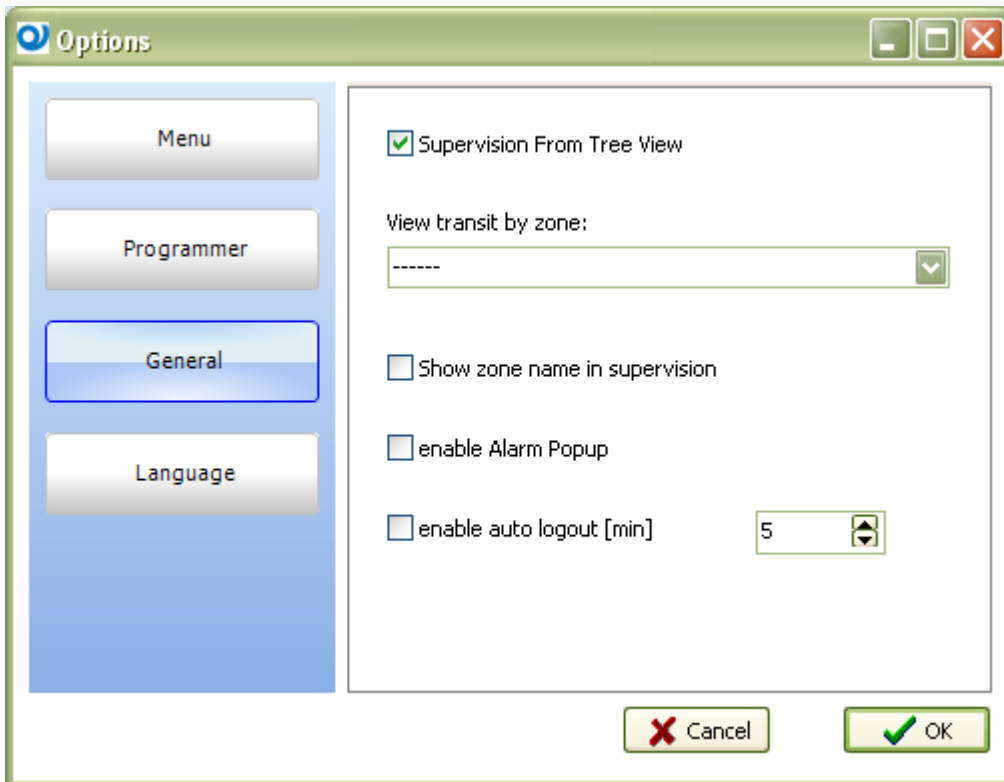 Options
Menu
Programmer
General
Language
Supervision From Tree View
View transit by zone:
------
Show zone name in supervision
enable Alarm Popup
enable auto logout [min] 5
Cancel OK